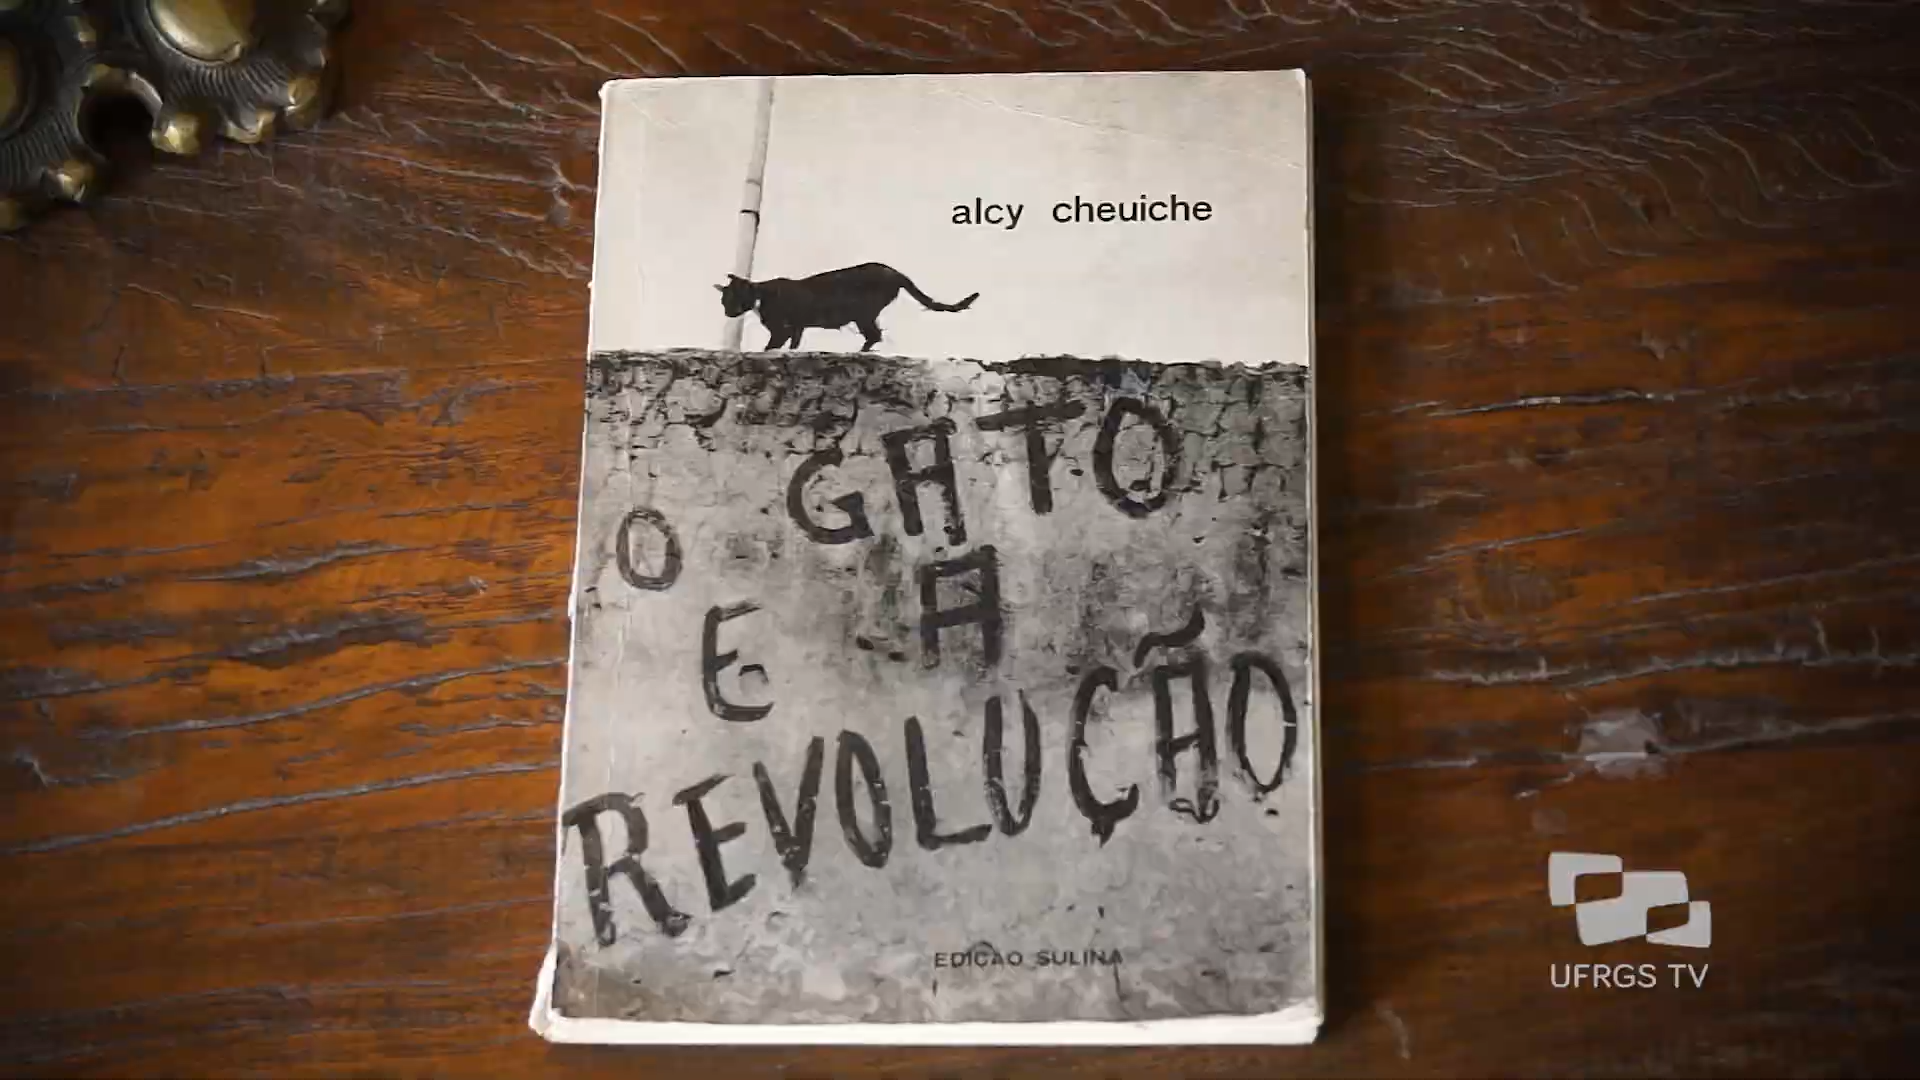 alcy cheuiche
O GATO
E A
REVOLUÇÃO
EDIÇÃO SULINA
UFRGS TV